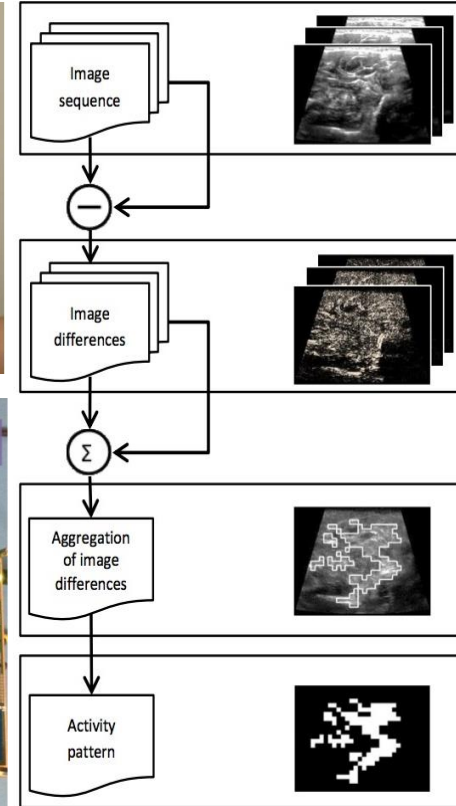 Image
sequence
—
Image
differences
Σ
Aggregation
of image
differences
Activity
pattern